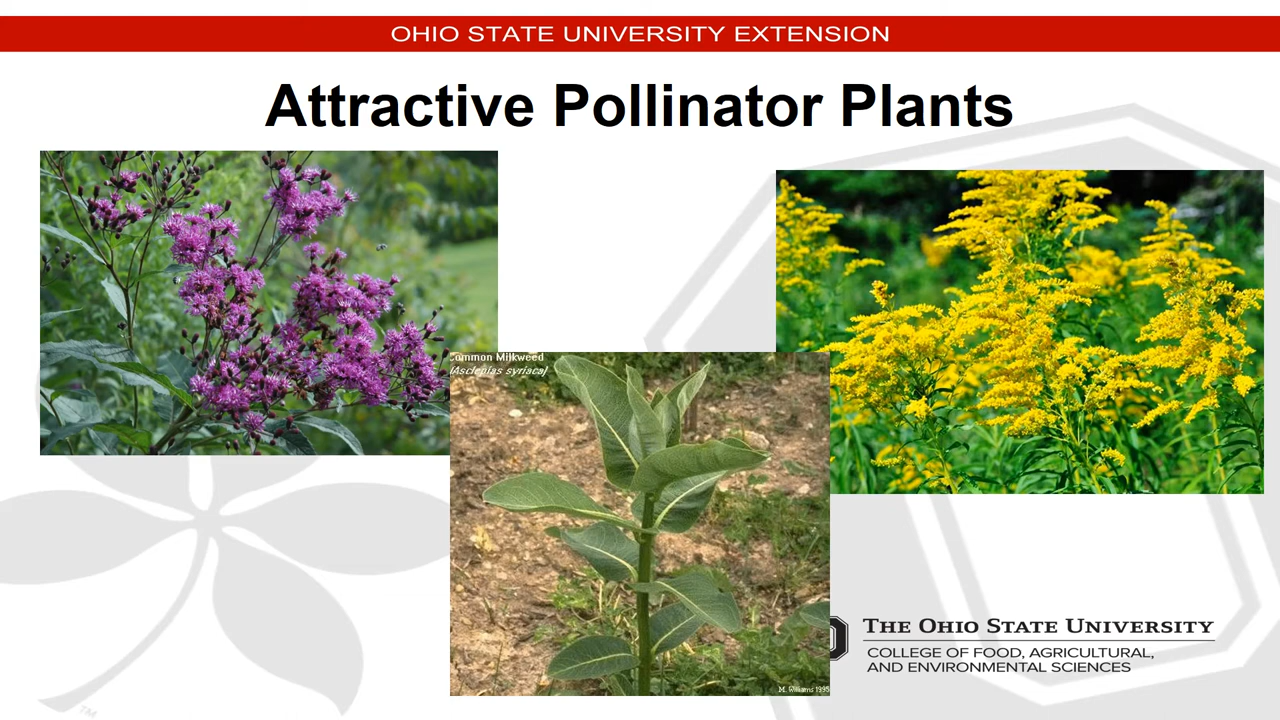 OHIO STATE UNIVERSITY EXTENSION
Attractive Pollinator Plants
Common Milkweed
(Asclepias syriaca)
M. Williams 1995
THE OHIO STATE UNIVERSITY
COLLEGE OF FOOD, AGRICULTURAL,
AND ENVIRONMENTAL SCIENCES
TM